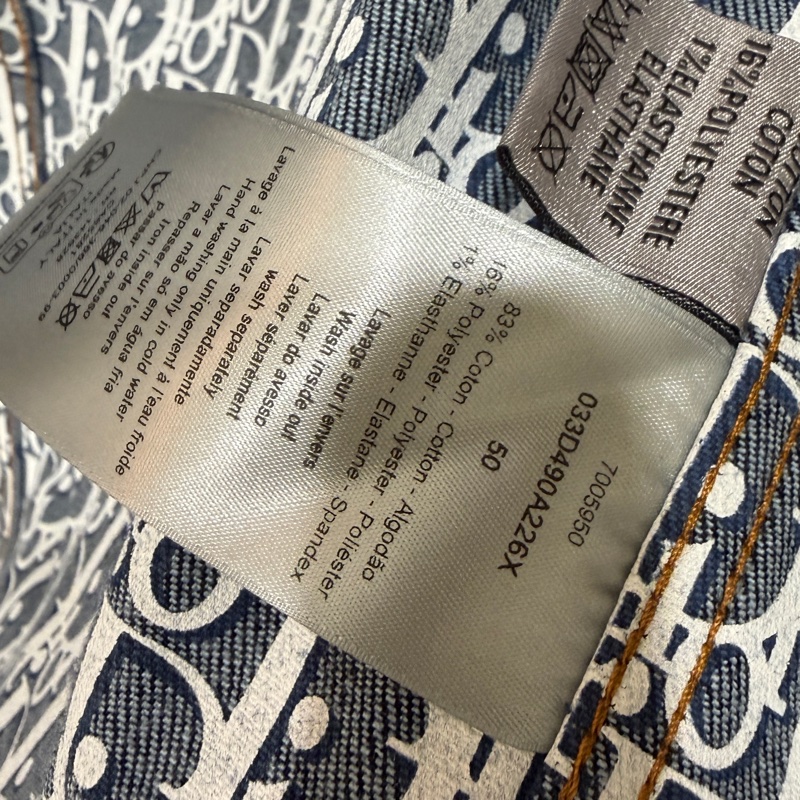 7005950
033D490A226X
50
83% Coton - Cotton - Algodão
16% Polyester - Polyester - Poliéster
1% Elasthanne - Elastane - Spandex
Lavage sur l'envers
Wash inside out
Lavar do avesso
Laver séparément
wash separately
Lavar separadamente
Lavage à la main uniquement à l'eau froide
Hand washing only in cold water
Lavar a mão só em água fria
Repasser sur l'envers
Iron inside out
Passar do avesso
COTTON
COTON
16%POLYESTERE
1%ELASTHANNE
ELASTHANE